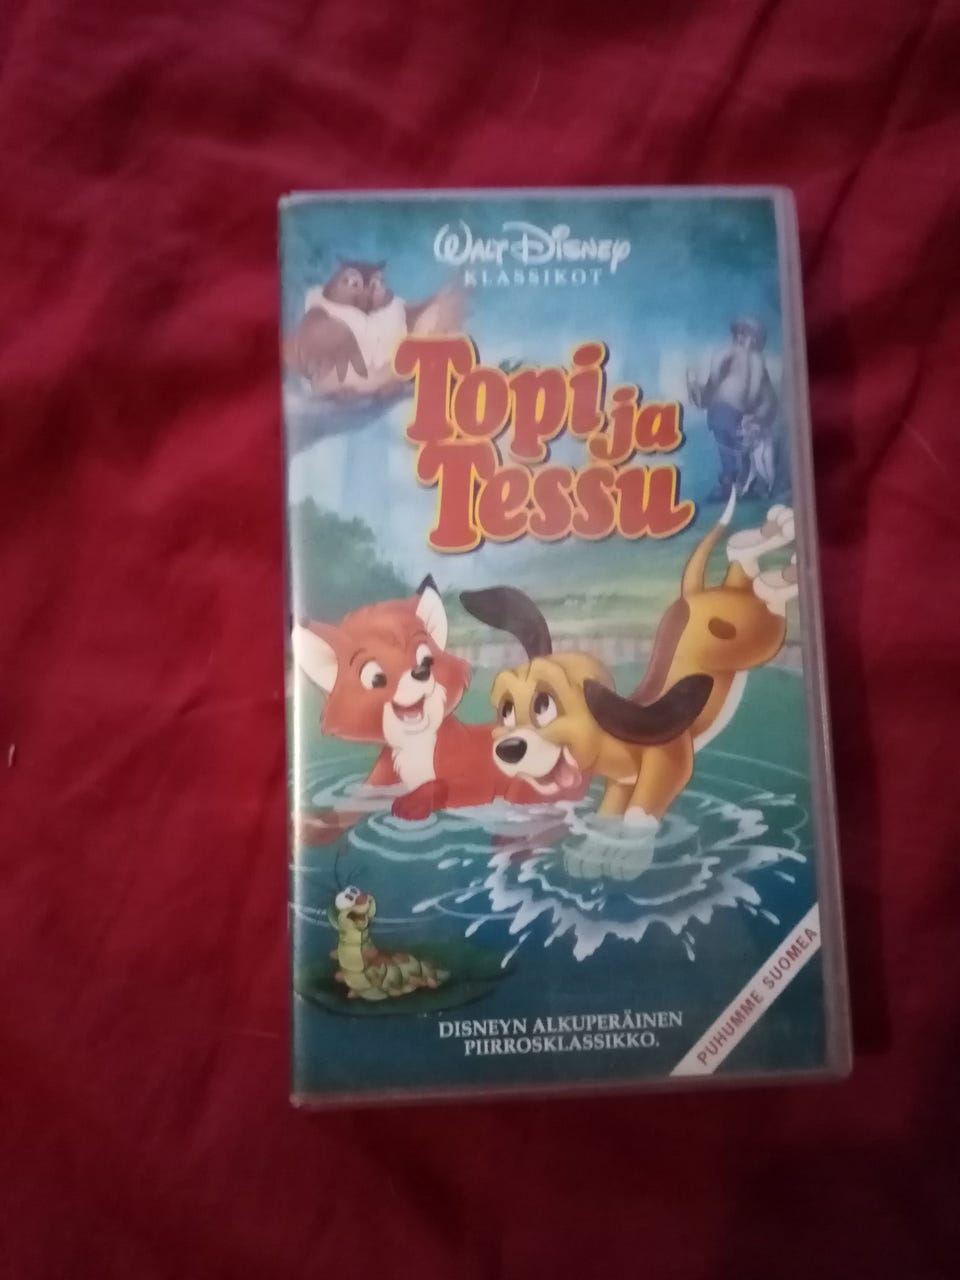 WALT DISNEY
KLASSIKOT
Topi ja
Tessu
DISNEYN ALKUPERÄINEN
PIIRROSKLASSIKKO.
PUHUMME SUOMEA